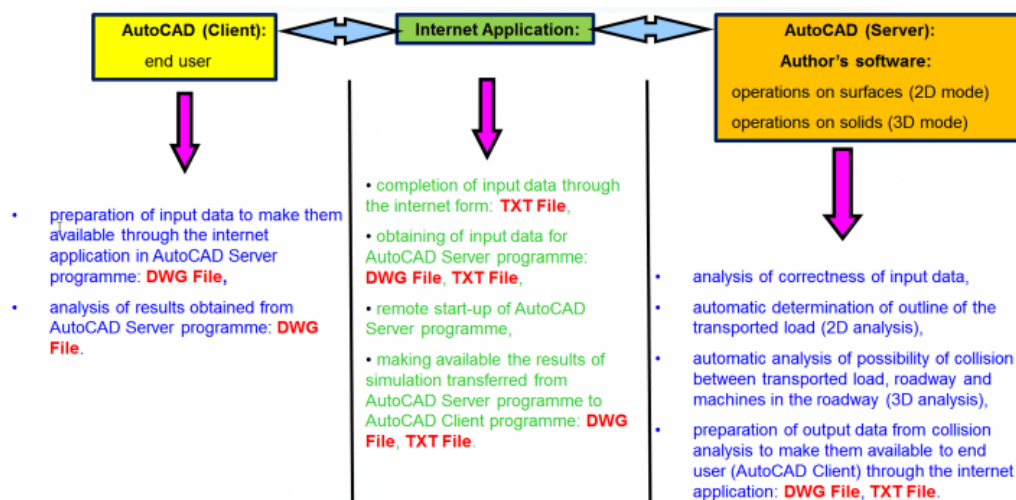 AutoCAD (Client):
end user
Internet Application:
AutoCAD (Server):
Author's software:
operations on surfaces (2D mode)
operations on solids (3D mode)
• preparation of input data to make them
available through the internet
application in AutoCAD Server
programme: DWG File,
• analysis of results obtained from
AutoCAD Server programme: DWG
File.
• completion of input data through
the internet form: TXT File,
• obtaining of input data for
AutoCAD Server programme:
DWG File, TXT File,
• remote start-up of AutoCAD
Server programme,
• making available the results of
simulation transferred from
AutoCAD Server programme to
AutoCAD Client programme: DWG
File, TXT File.
• analysis of correctness of input data,
• automatic determination of outline of the
transported load (2D analysis),
• automatic analysis of possibility of collision
between transported load, roadway and
machines in the roadway (3D analysis),
• preparation of output data from collision
analysis to make them available to end
user (AutoCAD Client) through the internet
application: DWG File, TXT File.